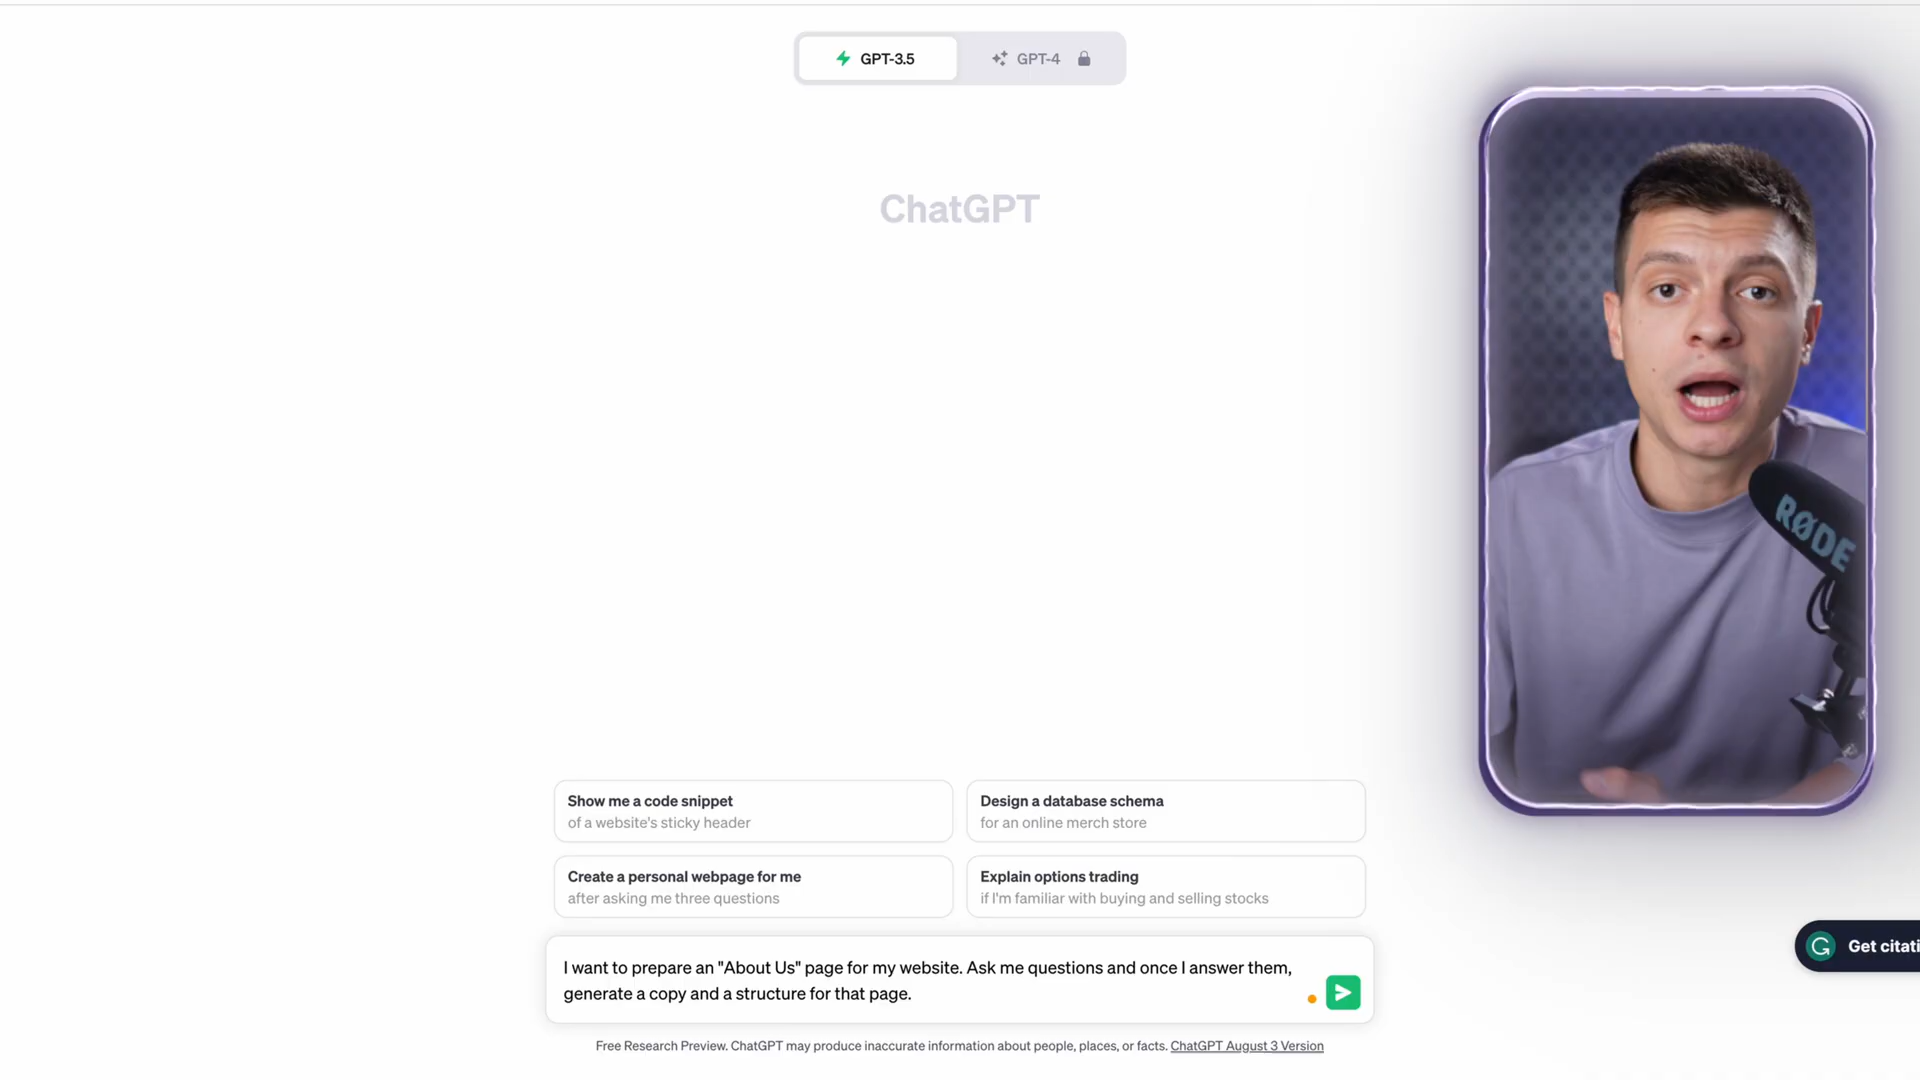 GPT-3.5
GPT-4
ChatGPT
RØDE
Show me a code snippet
of a website's sticky header
Design a database schema
for an online merch store
Create a personal webpage for me
after asking me three questions
Explain options trading
if I'm familiar with buying and selling stocks
I want to prepare an "About Us" page for my website. Ask me questions and once I answer them,
generate a copy and a structure for that page.
Get citati
Free Research Preview. ChatGPT may produce inaccurate information about people, places, or facts. ChatGPT August 3 Version